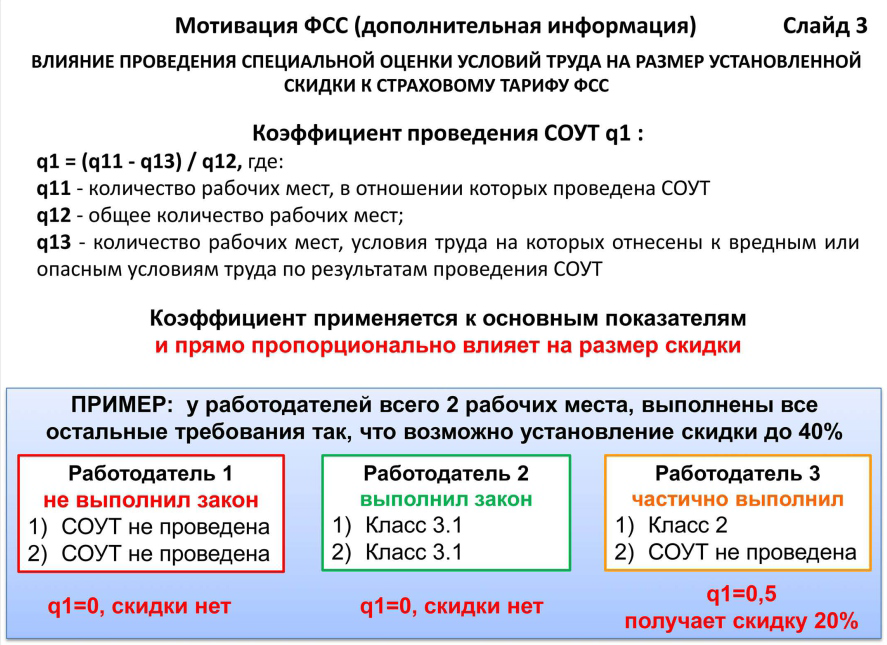 Мотивация ФСС (дополнительная информация) Слайд 3
ВЛИЯНИЕ ПРОВЕДЕНИЯ СПЕЦИАЛЬНОЙ ОЦЕНКИ УСЛОВИЙ ТРУДА НА РАЗМЕР УСТАНОВЛЕННОЙ
СКИДКИ К СТРАХОВОМУ ТАРИФУ ФСС
Коэффициент проведения СОУТ q1 :
q1 = (q11 - q13) / q12, где:
q11 - количество рабочих мест, в отношении которых проведена СОУТ
q12 - общее количество рабочих мест;
q13 - количество рабочих мест, условия труда на которых отнесены к вредным или
опасным условиям труда по результатам проведения СОУТ
Коэффициент применяется к основным показателям
и прямо пропорционально влияет на размер скидки
ПРИМЕР: у работодателей всего 2 рабочих места, выполнены все
остальные требования так, что возможно установление скидки до 40%
Работодатель 1
не выполнил закон
1) СОУТ не проведена
2) СОУТ не проведена
q1=0, скидки нет
Работодатель 2
выполнил закон
1) Класс 3.1
2) Класс 3.1
q1=0, скидки нет
Работодатель 3
частично выполнил
1) Класс 2
2) СОУТ не проведена
q1=0,5
получает скидку 20%